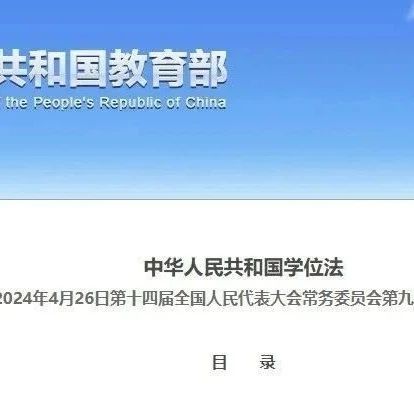 共和国教育部
the People's Republic of China
中华人民共和国学位法
2024年4月26日第十四届全国人民代表大会常务委员会第九
目 录